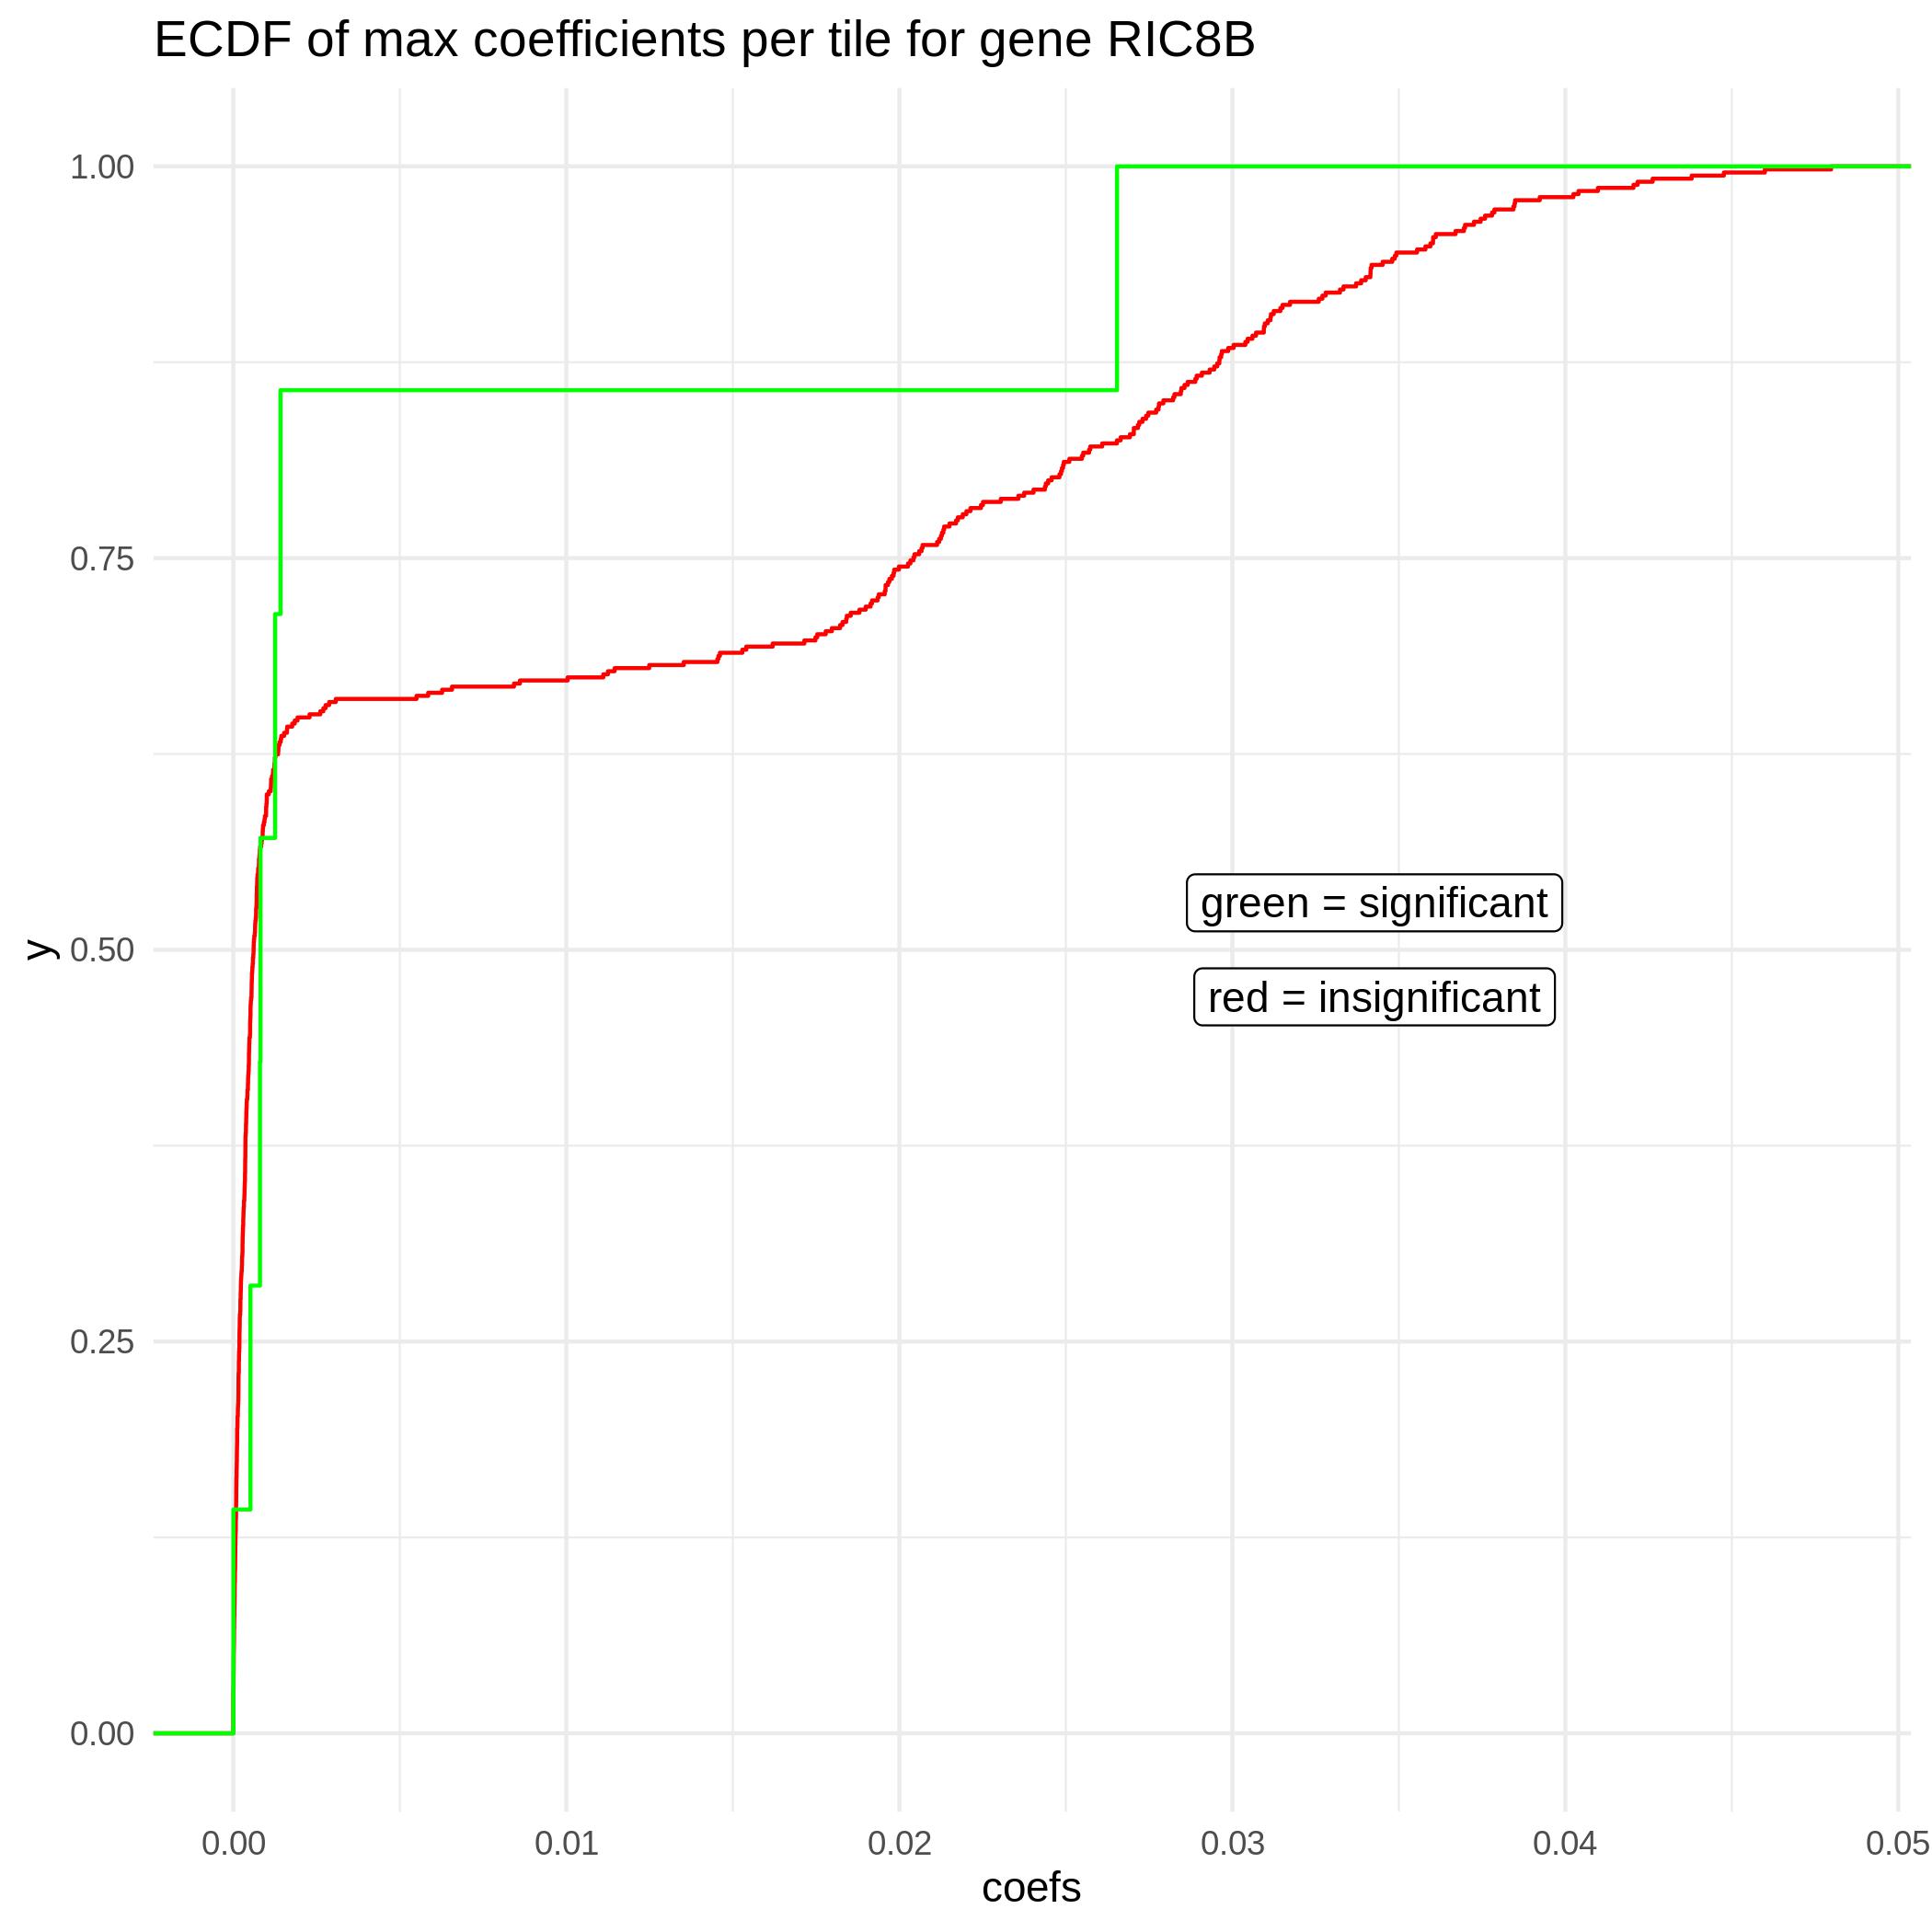 ECDF of max coefficients per tile for gene RIC8B
1.00
0.75
0.50
0.25
0.00
y
green = significant
red = insignificant
0.00 0.01 0.02 0.03 0.04 0.05
coefs